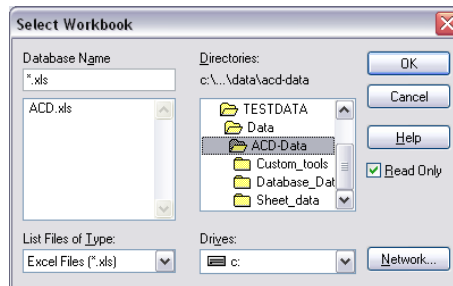 Select Workbook
Database Name
*.xls
ACD.xls
Directories:
c:\...\data\acd-data
TESTDATA
Data
ACD-Data
Custom_tools
Database_Dat
Sheet_data
OK
Cancel
Help
Read Only
List Files of Type:
Excel Files (*.xls)
Drives:
c:
Network...